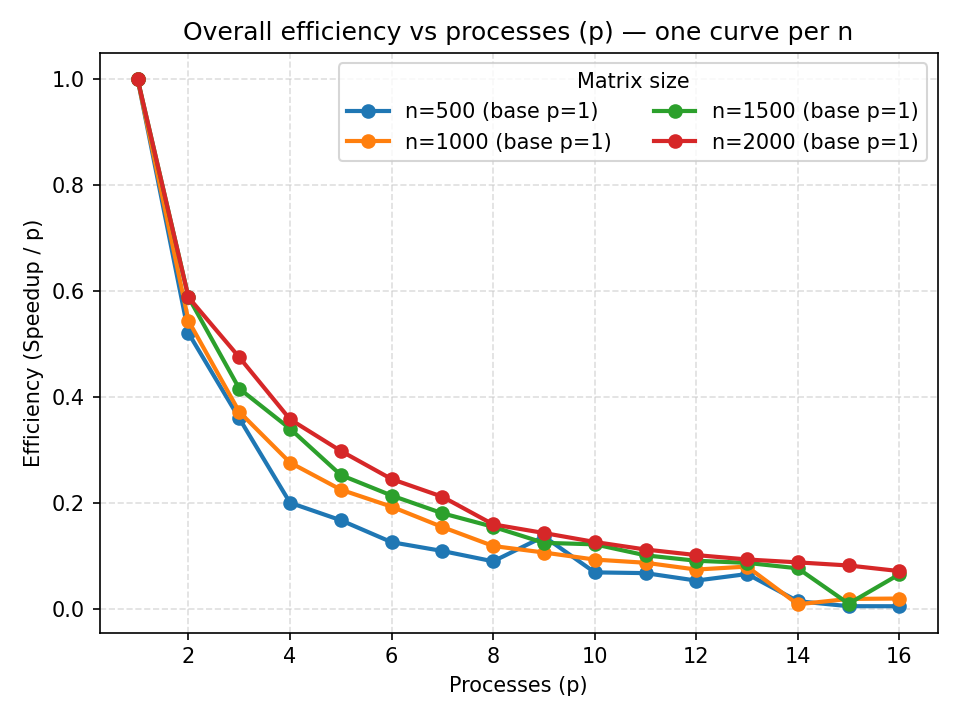 Overall efficiency vs processes (p) — one curve per n
Efficiency (Speedup / p)
1.0
0.8
0.6
0.4
0.2
0.0
Matrix size
n=500 (base p=1)
n=1000 (base p=1)
n=1500 (base p=1)
n=2000 (base p=1)
2 4 6 8 10 12 14 16
Processes (p)